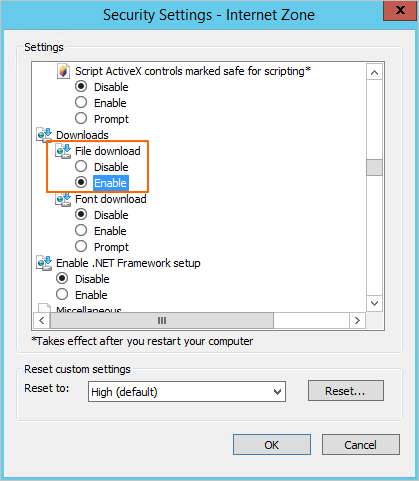 Security Settings - Internet Zone
x
Settings
Script ActiveX controls marked safe for scripting*
Disable
Enable
Prompt
Downloads
File download
Disable
Enable
Font download
Disable
Enable
Prompt
Enable .NET Framework setup
Disable
Enable
Miscellaneous
*Takes effect after you restart your computer
Reset custom settings
Reset to: High (default) Reset...
OK Cancel